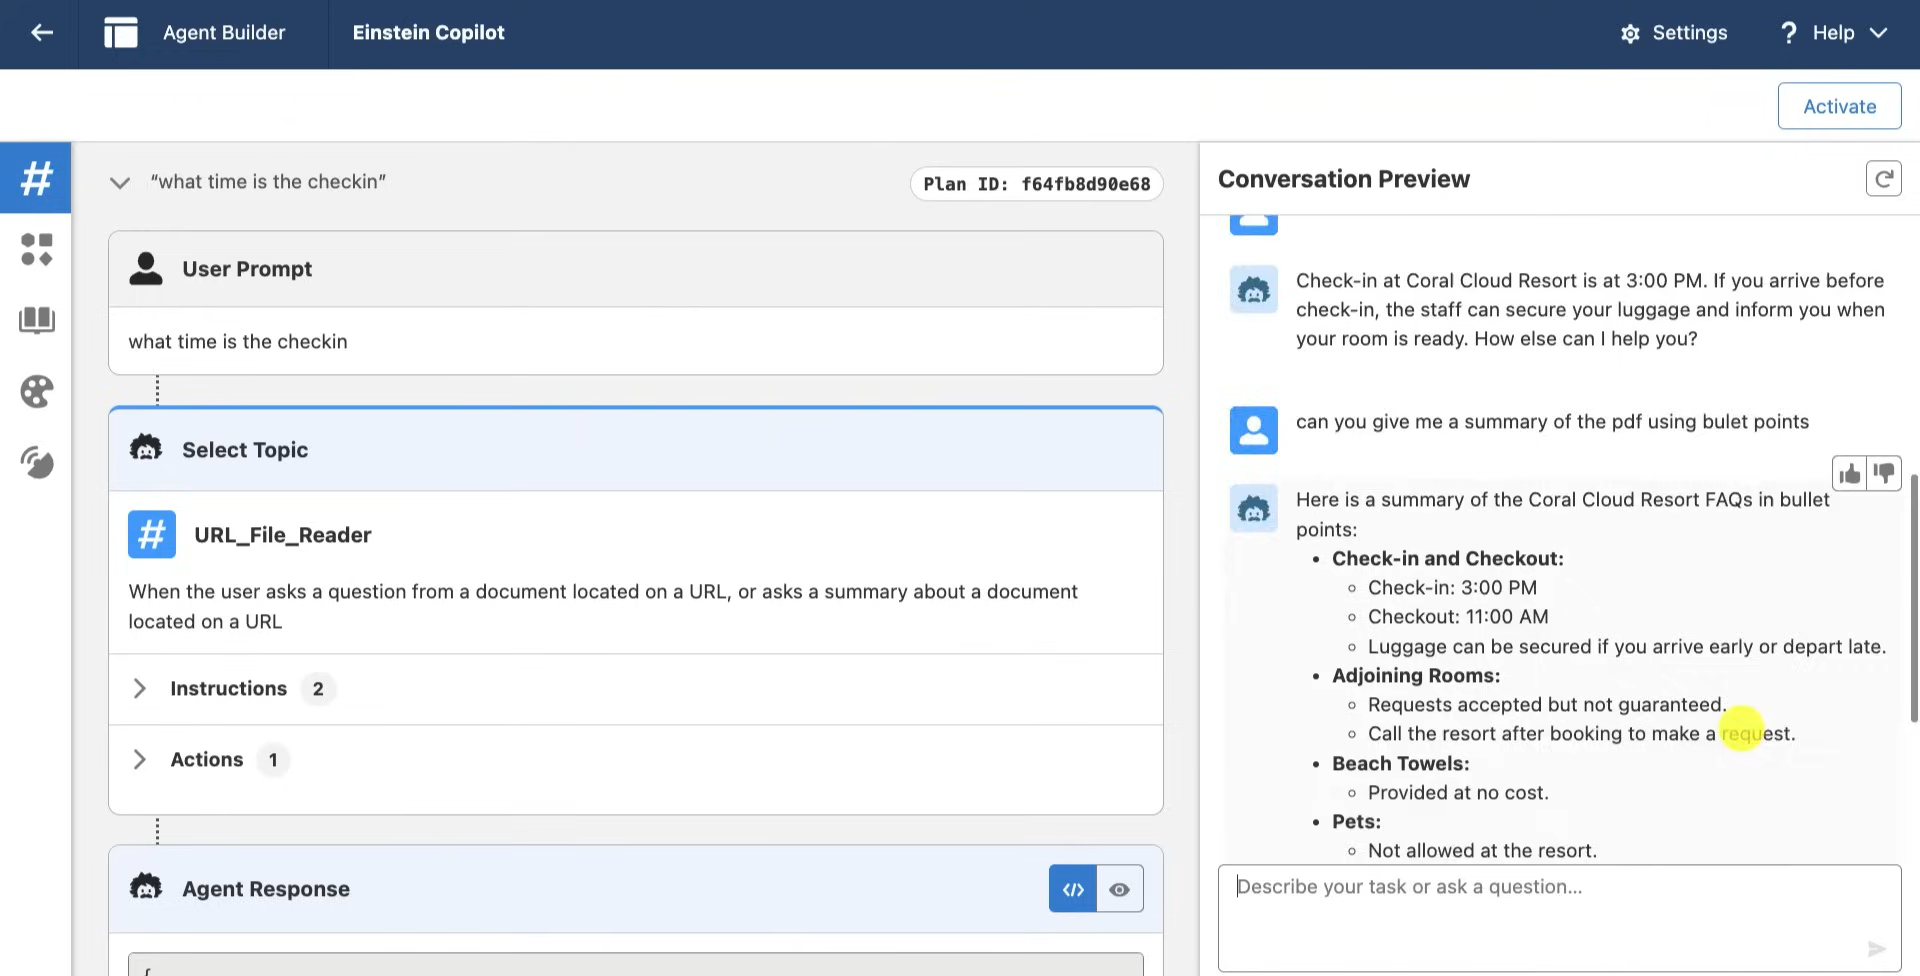 Agent Builder
Einstein Copilot
Settings
? Help
Activate
#
“what time is the checkin”
Plan ID: f64fb8d90e68
User Prompt
what time is the checkin
Select Topic
# URL_File_Reader
When the user asks a question from a document located on a URL, or asks a summary about a document
located on a URL
Instructions 2
Actions 1
Agent Response
</>
{
Conversation Preview
Check-in at Coral Cloud Resort is at 3:00 PM. If you arrive before
check-in, the staff can secure your luggage and inform you when
your room is ready. How else can I help you?
can you give me a summary of the pdf using bulet points
Here is a summary of the Coral Cloud Resort FAQs in bullet
points:
• Check-in and Checkout:
◦ Check-in: 3:00 PM
◦ Checkout: 11:00 AM
◦ Luggage can be secured if you arrive early or depart late.
• Adjoining Rooms:
◦ Requests accepted but not guaranteed.
◦ Call the resort after booking to make a request.
• Beach Towels:
◦ Provided at no cost.
• Pets:
◦ Not allowed at the resort.
Describe your task or ask a question...